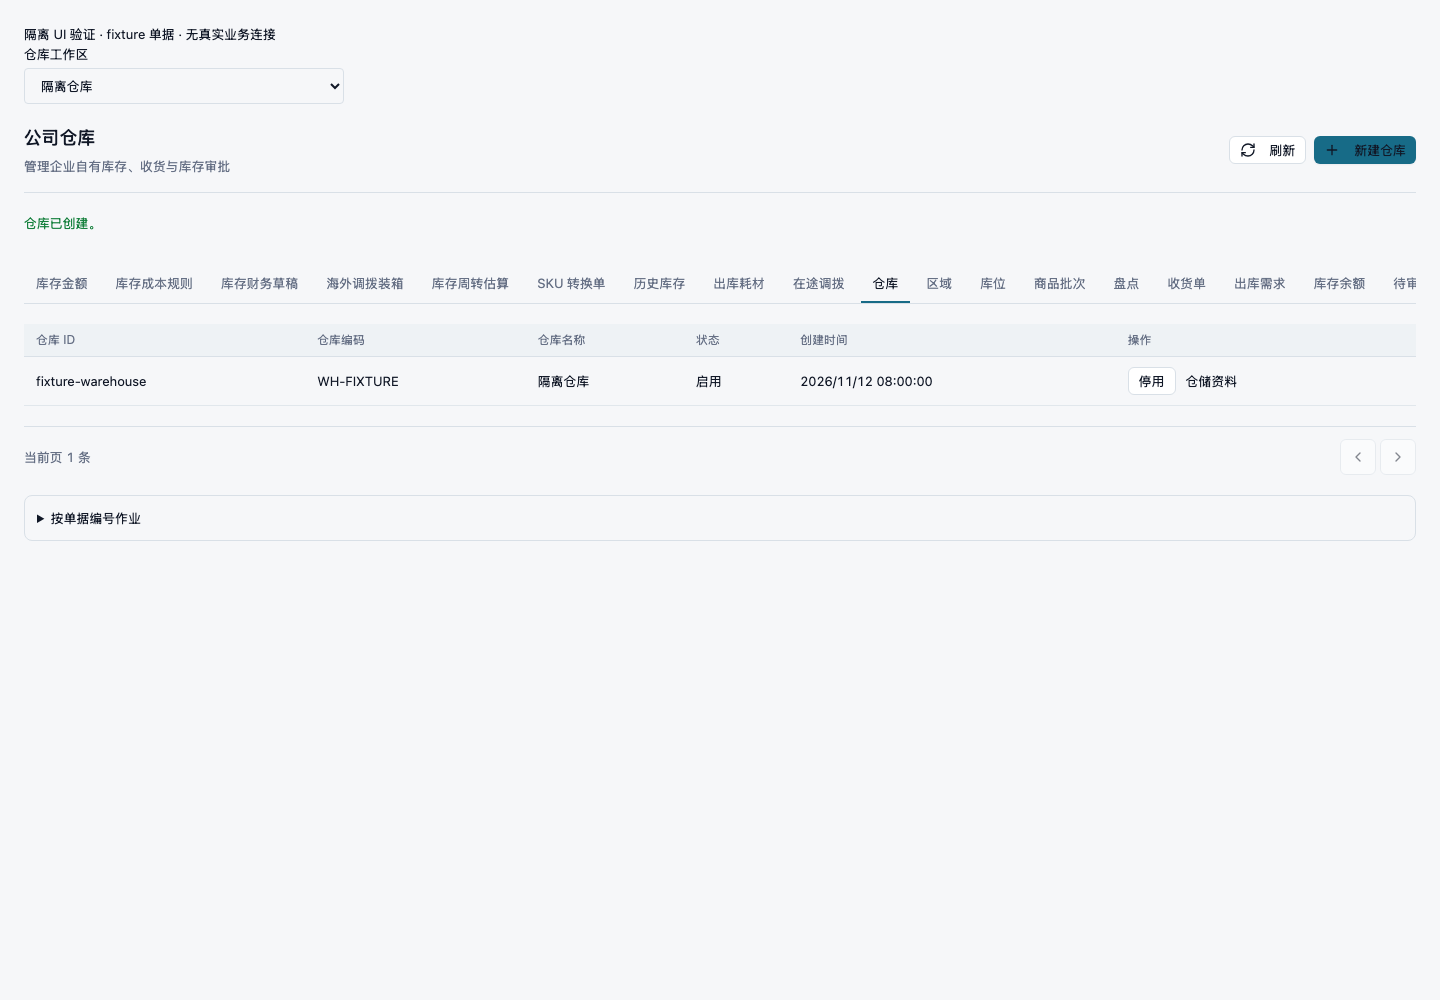 隔离 UI 验证 · fixture 单据 · 无真实业务连接
仓库工作区
隔离仓库
公司仓库
管理企业自有库存、收货与库存审批
刷新
新建仓库
仓库已创建。
库存金额 库存成本规则 库存财务草稿 海外调拨装箱 库存周转估算 SKU 转换单 历史库存 出库耗材 在途调拨 仓库 区域 库位 商品批次 盘点 收货单 出库需求 库存余额 待审
仓库 ID 仓库编码 仓库名称 状态 创建时间 操作
fixture-warehouse WH-FIXTURE 隔离仓库 启用 2026/11/12 08:00:00 停用 仓储资料
当前页 1 条
按单据编号作业